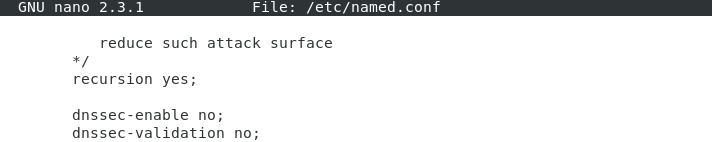 GNU nano 2.3.1 File: /etc/named.conf
reduce such attack surface
*/
recursion yes;
dnssec-enable no;
dnssec-validation no;